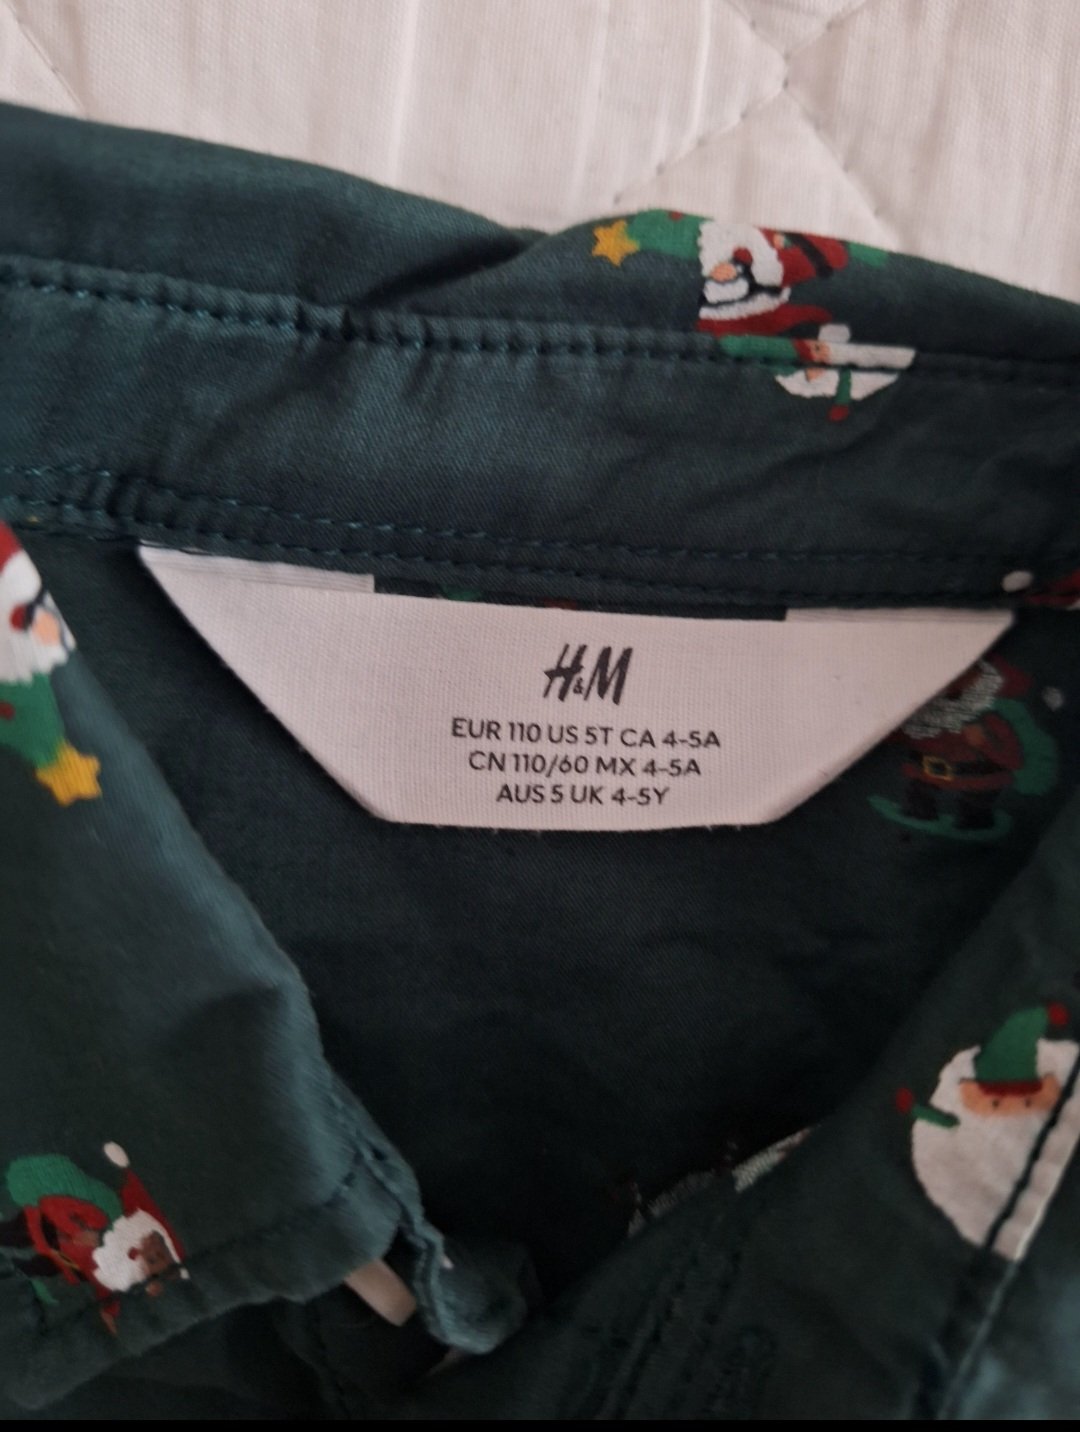 H&M
EUR 110 US 5T CA 4-5A
CN 110/60 MX 4-5A
AUS 5 UK 4-5Y